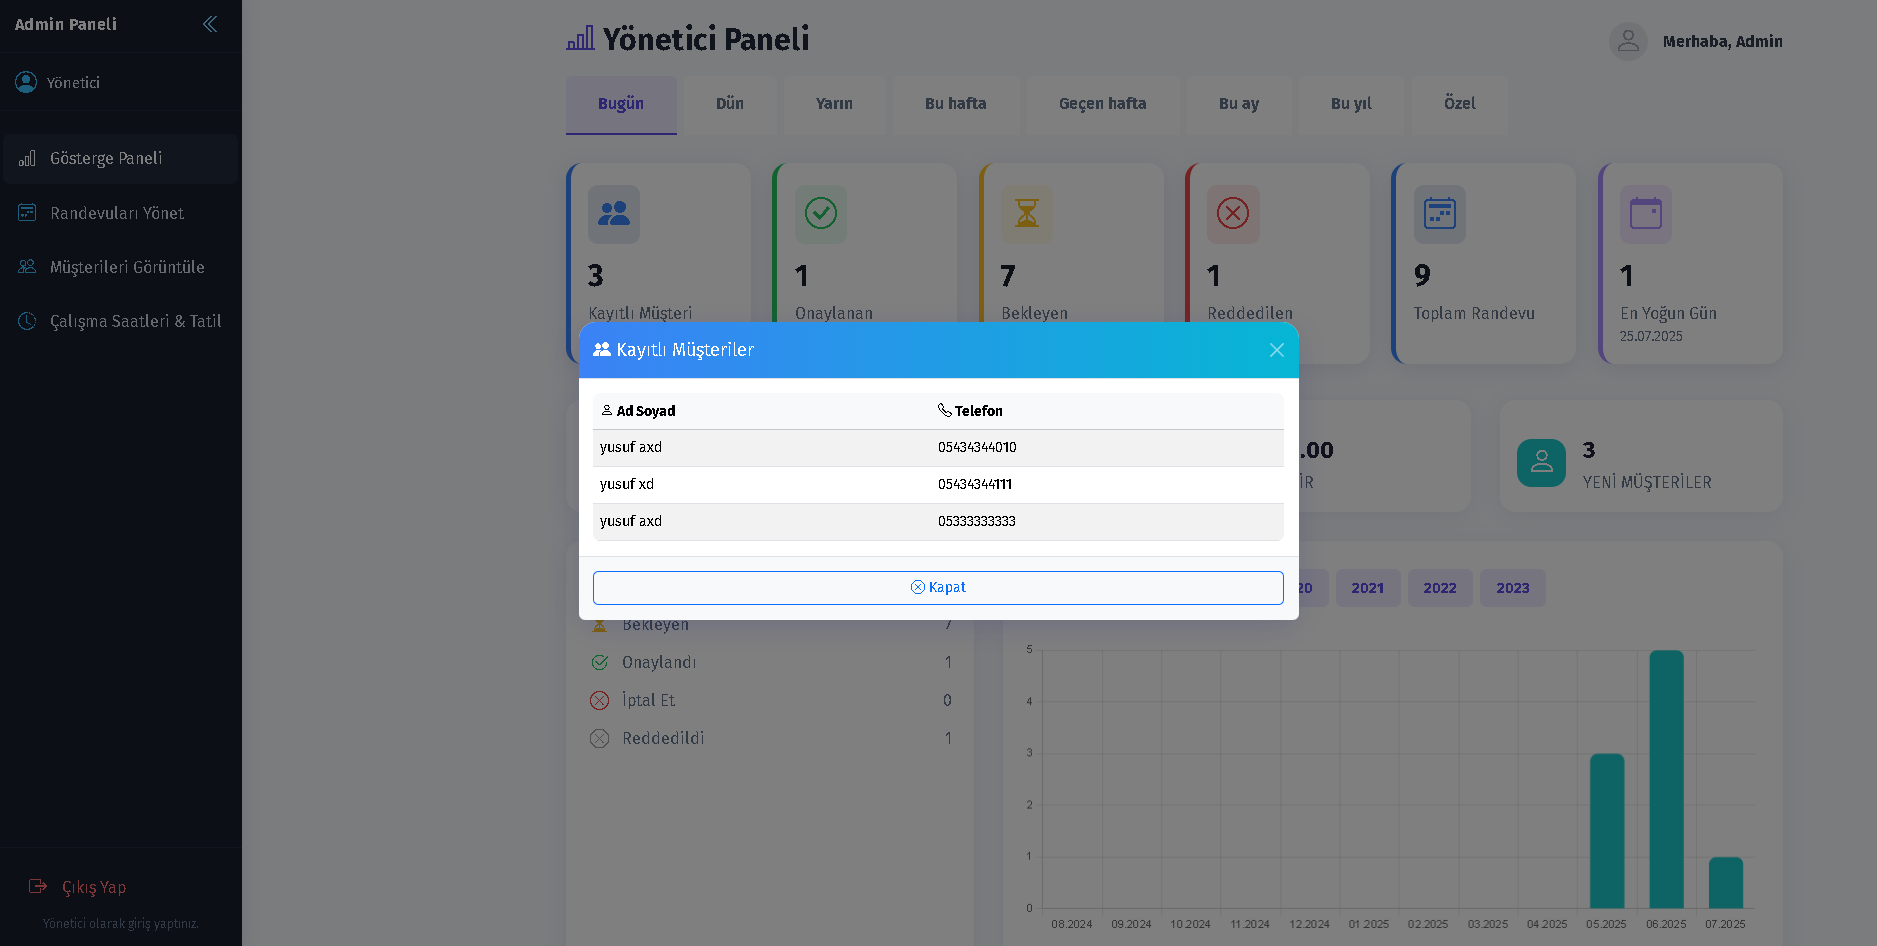 Admin Paneli
Yönetici
Gösterge Paneli
Randevuları Yönet
Müşterileri Görüntüle
Çalışma Saatleri & Tatil
Çıkış Yap
Yönetici olarak giriş yaptınız.
Yönetici Paneli
Merhaba, Admin
Bugün Dün Yarın Bu hafta Geçen hafta Bu ay Bu yıl Özel
3 1 7 1 9 1
Kayıtlı Müşteri Onaylanan Bekleyen Reddedilen Toplam Randevu En Yoğun Gün
25.07.2025
Kayıtlı Müşteriler
Ad Soyad Telefon
yusuf axd 05434344010
yusuf xd 05434344111
yusuf axd 05333333333
Kapat
.00
İR
3
YENİ MÜŞTERİLER
20 2021 2022 2023
Bekleyen 7
Onaylandı 1
İptal Et 0
Reddedildi 1
5
4
3
2
1
0
08.2024 09.2024 10.2024 11.2024 12.2024 01.2025 02.2025 03.2025 04.2025 05.2025 06.2025 07.2025